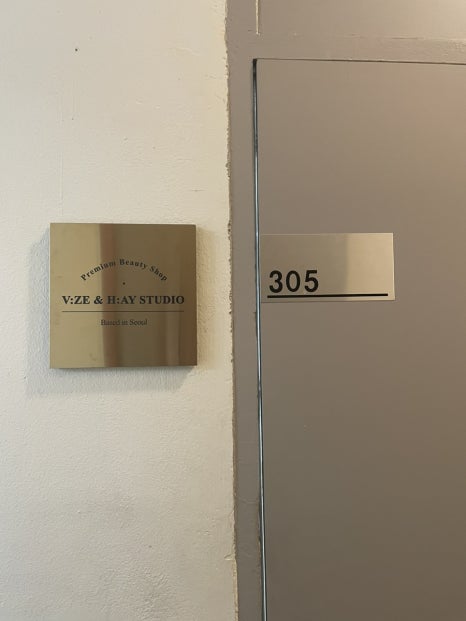 Premium Beauty Shop
V:ZE & H:AY STUDIO
Based in Seoul
305